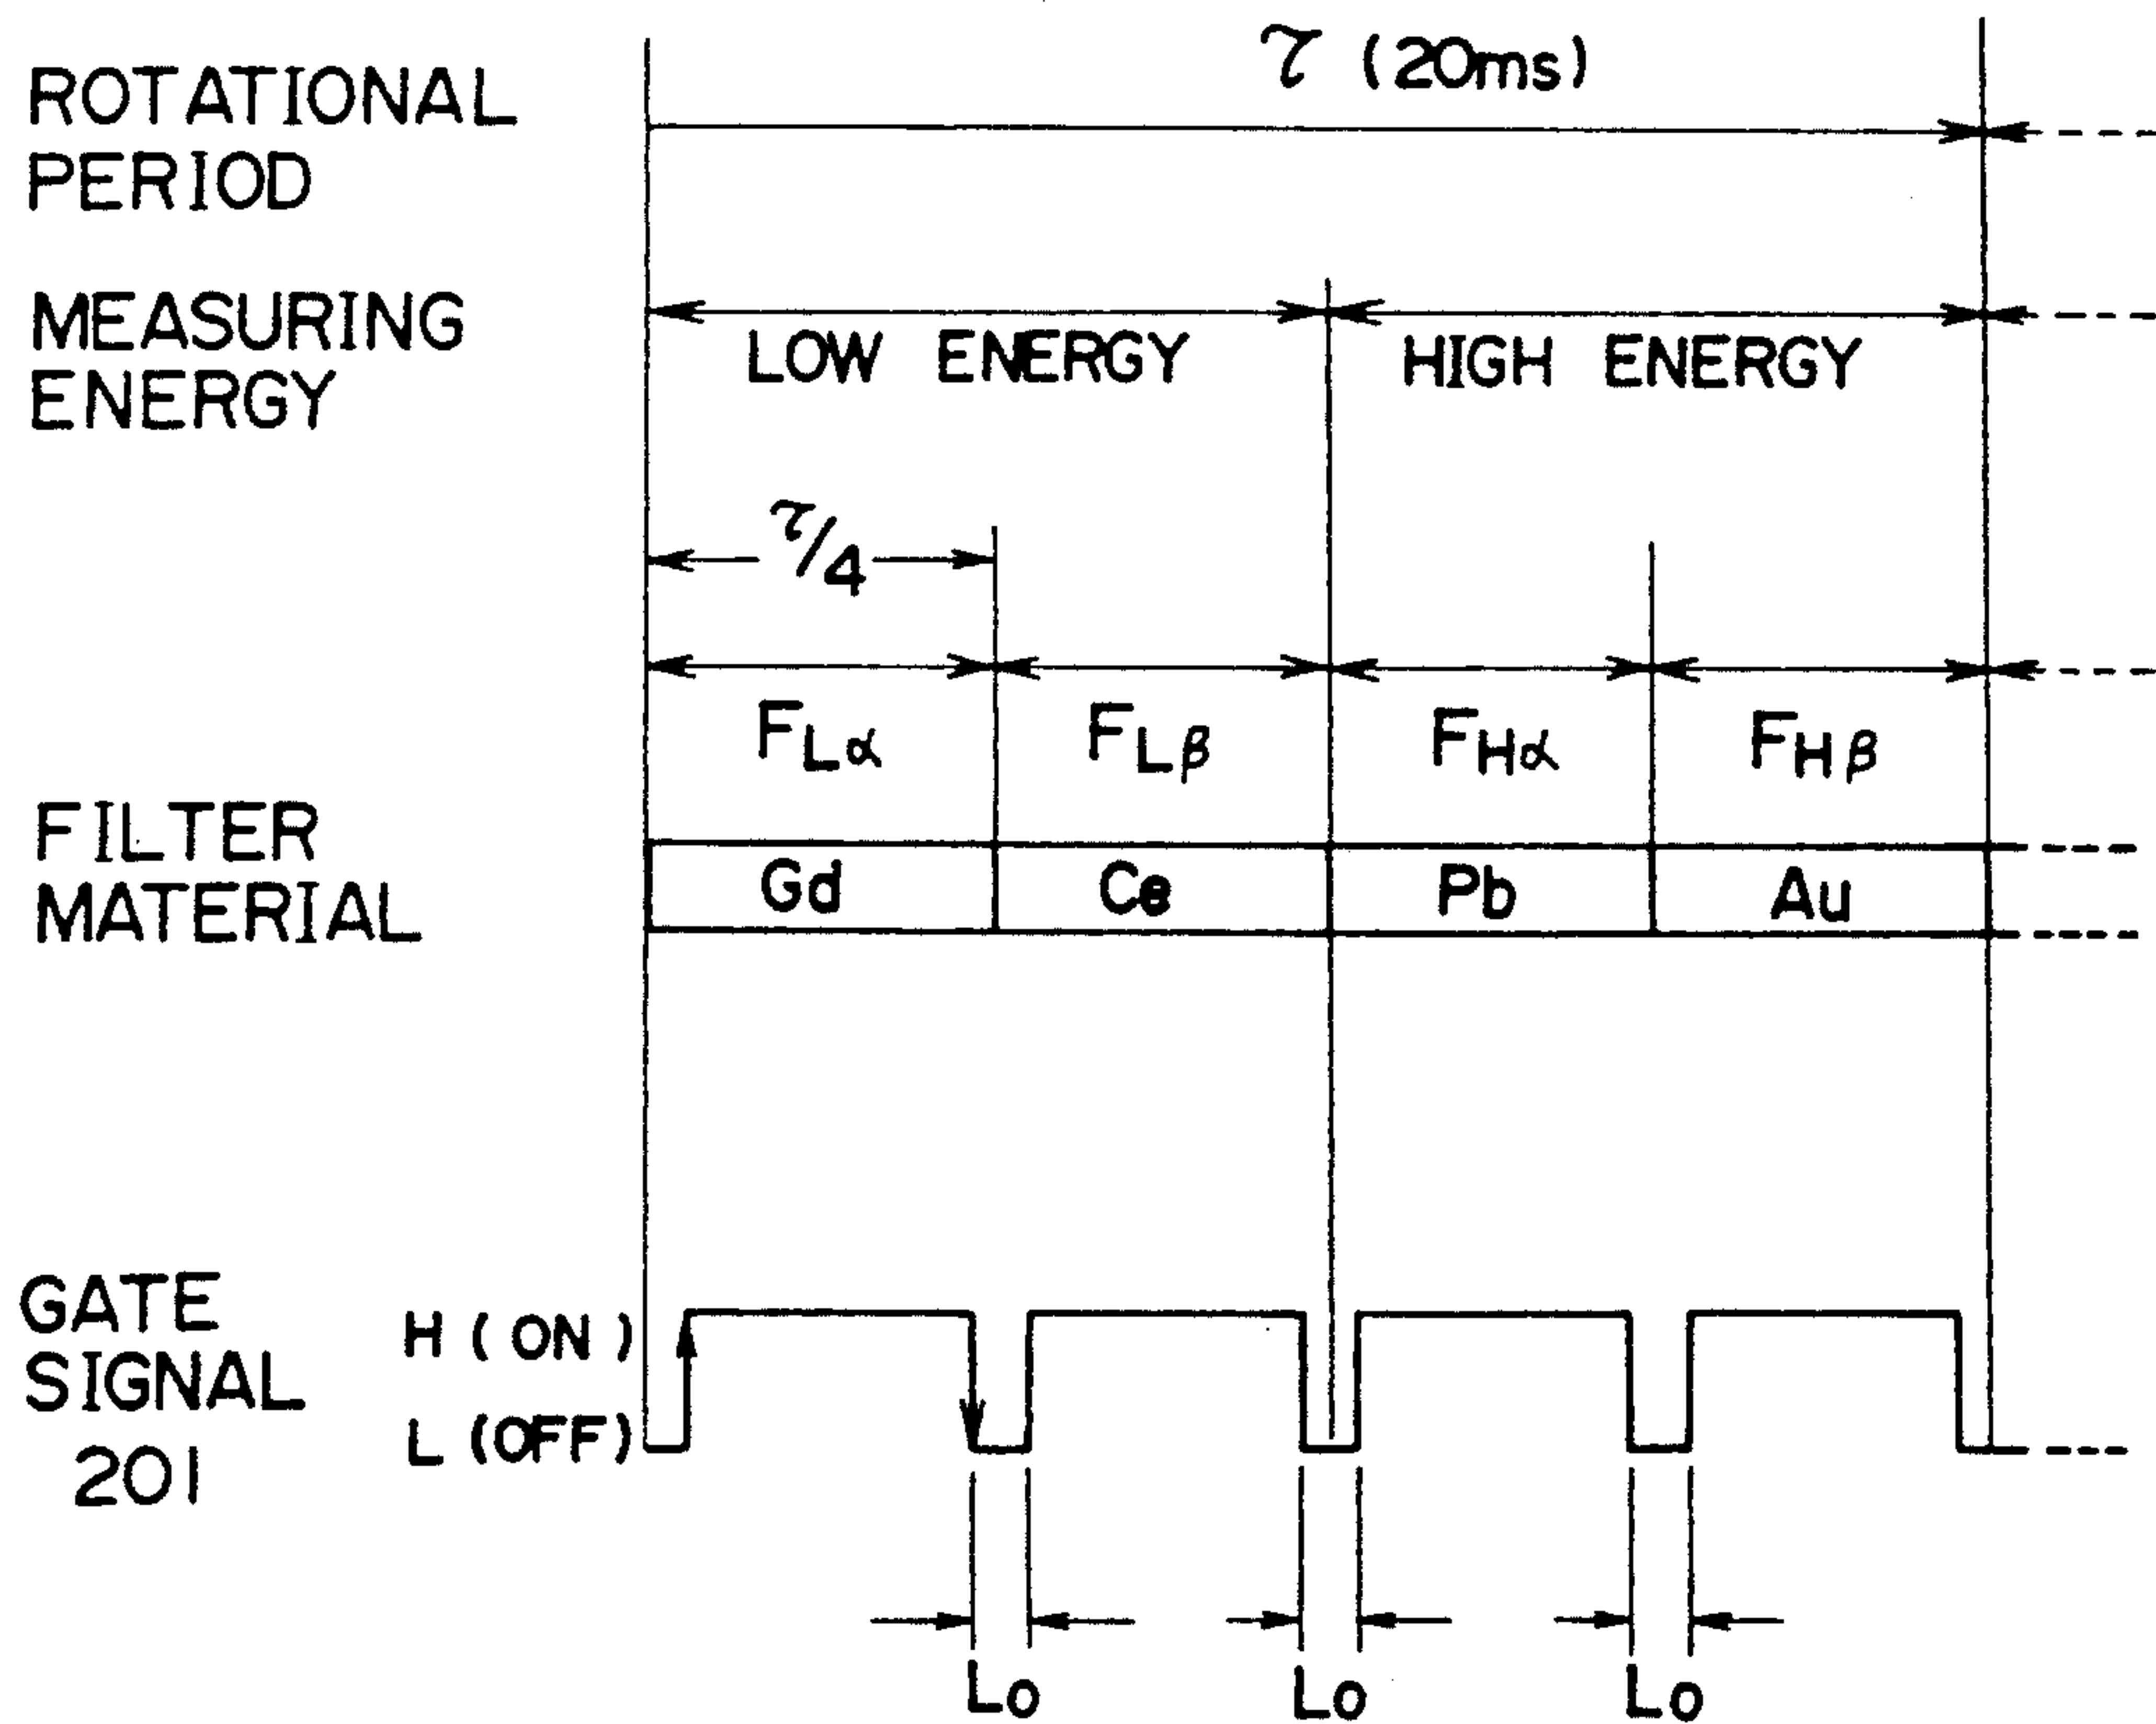 ROTATIONAL
PERIOD
τ (20ms)
MEASURING
ENERGY
LOW ENERGY
HIGH ENERGY
τ/4
FLα
FLβ
FHα
FHβ
FILTER
MATERIAL
Gd
Ce
Pb
Au
GATE
SIGNAL
201
H (ON)
L (OFF)
Lo
Lo
Lo